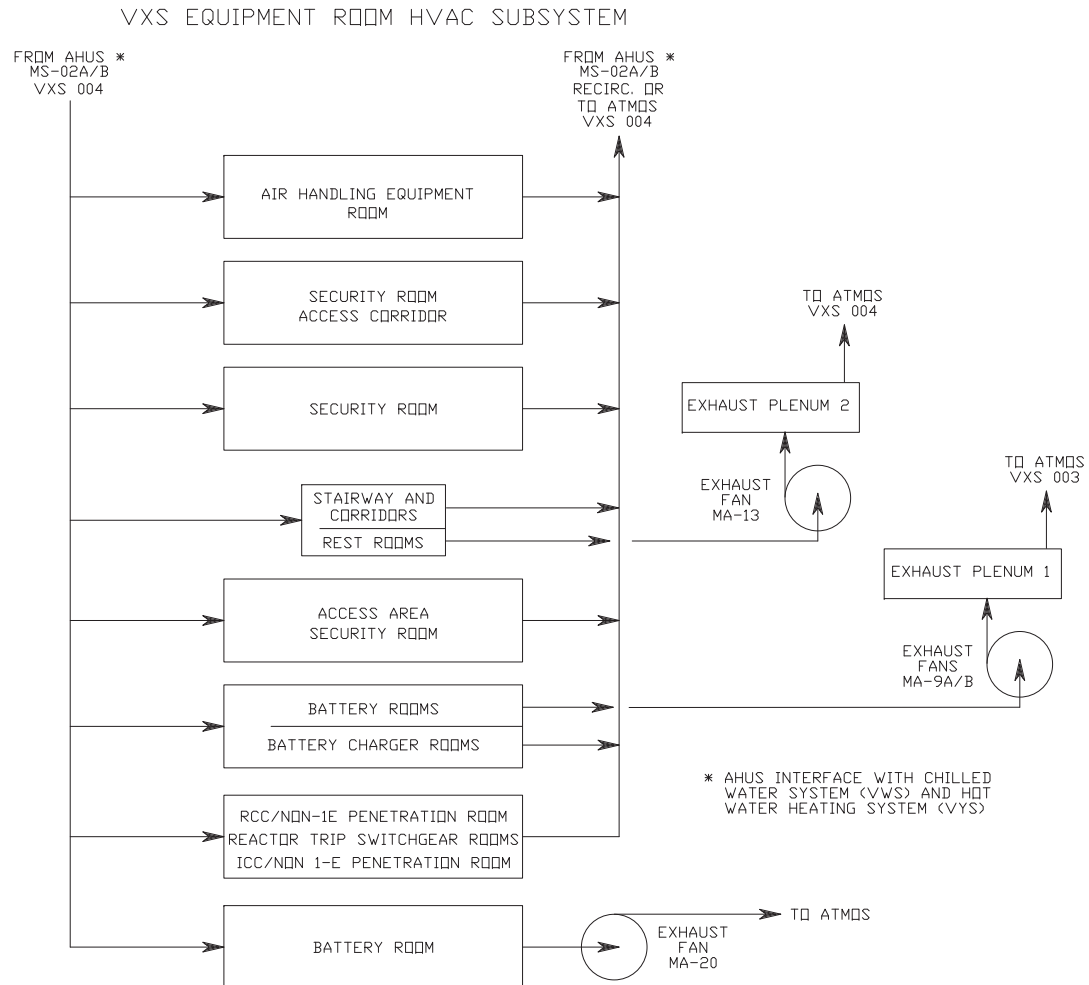 VXS EQUIPMENT ROOM HVAC SUBSYSTEM
FROM AHUS *
MS-02A/B
VXS 004
FROM AHUS *
MS-02A/B
RECIRC. OR
TO ATMOS
VXS 004
AIR HANDLING EQUIPMENT
ROOM
SECURITY ROOM
ACCESS CORRIDOR
TO ATMOS
VXS 004
SECURITY ROOM
EXHAUST PLENUM 2
EXHAUST
FAN
MA-13
TO ATMOS
VXS 003
STAIRWAY AND
CORRIDORS
REST ROOMS
EXHAUST PLENUM 1
ACCESS AREA
SECURITY ROOM
EXHAUST
FANS
MA-9A/B
BATTERY ROOMS
BATTERY CHARGER ROOMS
* AHUS INTERFACE WITH CHILLED
WATER SYSTEM (VWS) AND HOT
WATER HEATING SYSTEM (VYS)
RCC/NON-1E PENETRATION ROOM
REACTOR TRIP SWITCHGEAR ROOMS
ICC/NON 1-E PENETRATION ROOM
BATTERY ROOM
EXHAUST
FAN
MA-20
TO ATMOS